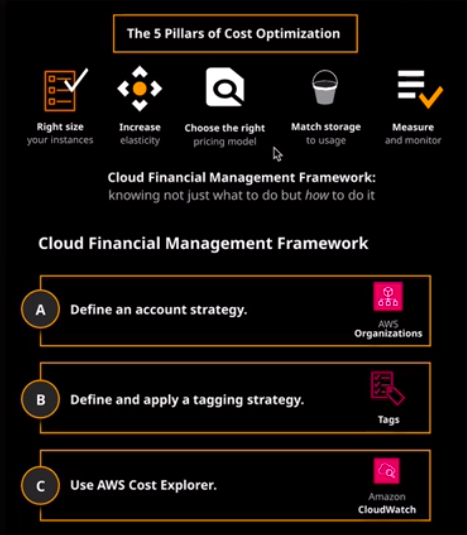 The 5 Pillars of Cost Optimization
Right size
your instances
Increase
elasticity
Choose the right
pricing model
Match storage
to usage
Measure
and monitor
Cloud Financial Management Framework:
knowing not just what to do but how to do it
Cloud Financial Management Framework
A
Define an account strategy.
AWS
Organizations
B
Define and apply a tagging strategy.
Tags
C
Use AWS Cost Explorer.
Amazon
CloudWatch